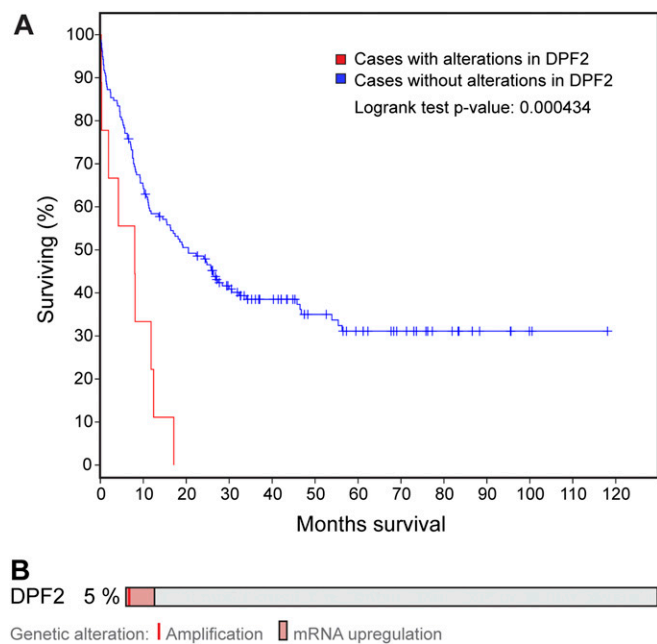 A
100
90
80
70
60
50
40
30
20
10
0
Surviving (%)
Cases with alterations in DPF2
Cases without alterations in DPF2
Logrank test p-value: 0.000434
0 10 20 30 40 50 60 70 80 90 100 110 120
Months survival
B
DPF2 5 %
Genetic alteration: Amplification mRNA upregulation